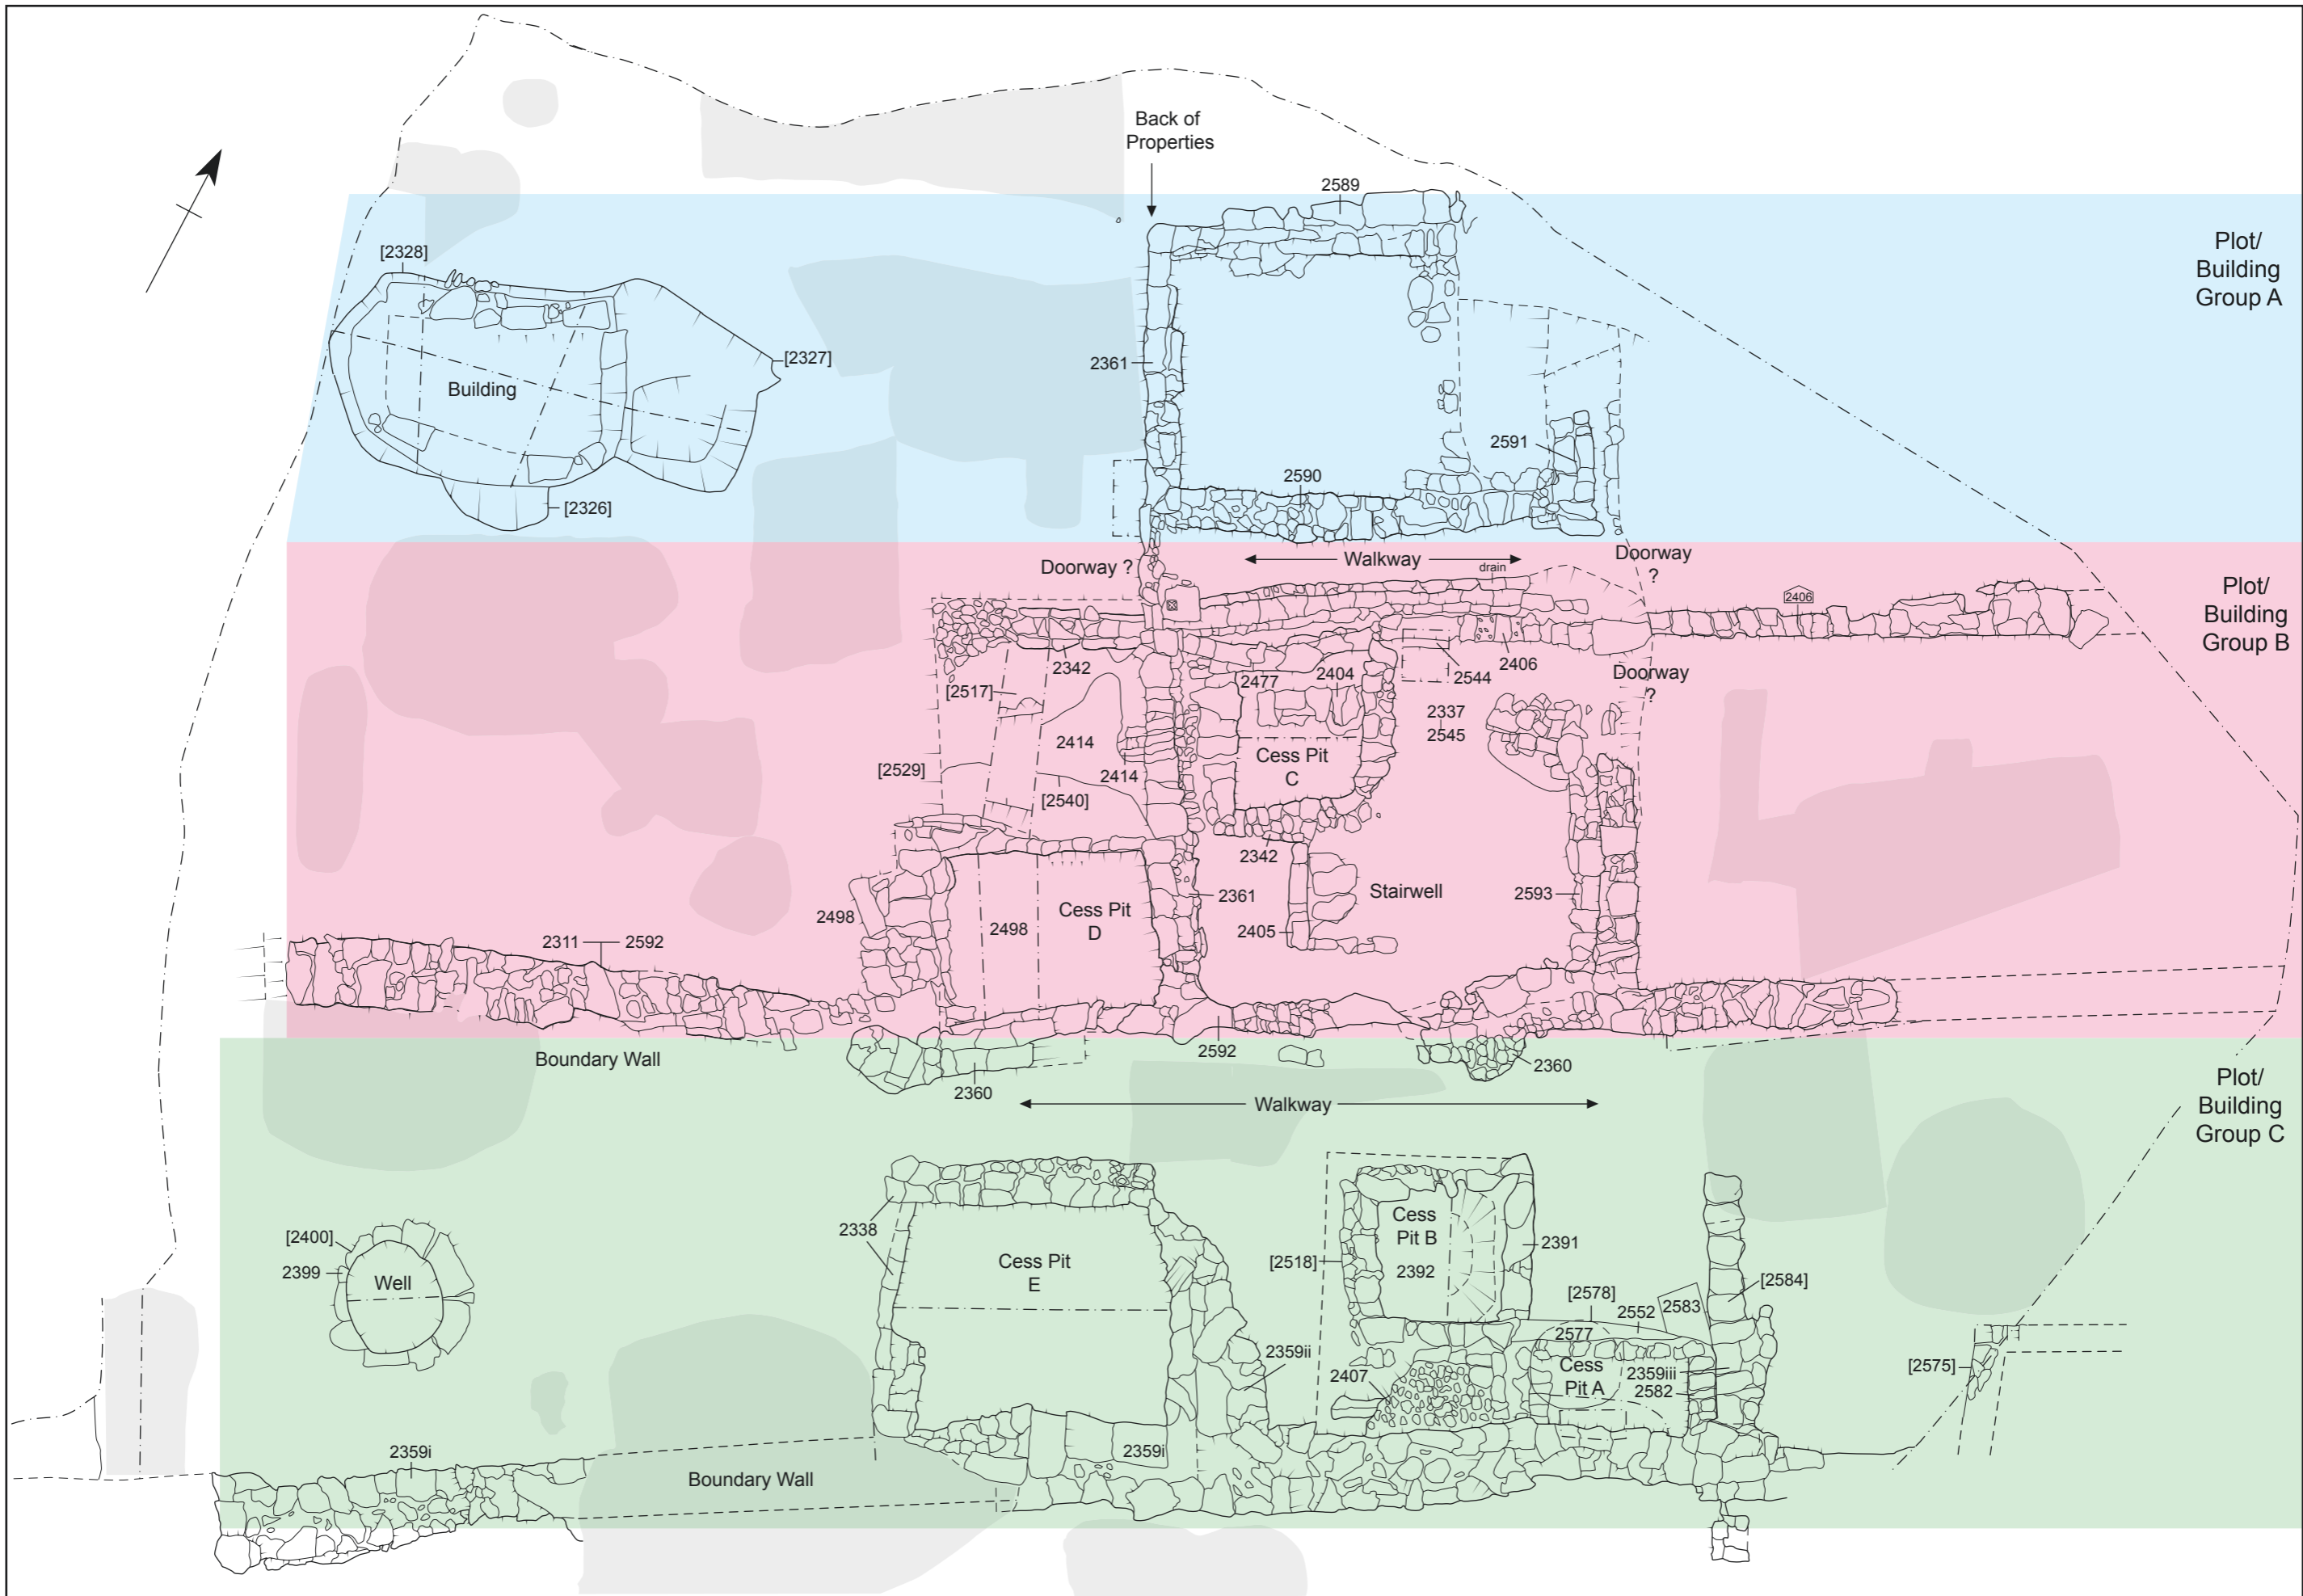 Back of
Properties
2589
Plot/
Building
Group A
[2328]
[2327]
2361
Building
2591
2590
[2326]
Doorway ?
Walkway
Doorway
?
drain
Plot/
Building
Group B
2406
2342
2477
2404
2406
2544
Doorway
?
[2517]
2337
2545
2414
Cess Pit
C
[2529]
2414
[2540]
2342
2361
Stairwell
2593
2498
2498
Cess Pit
D
2405
2311
2592
Boundary Wall
2592
2360
2360
Walkway
Plot/
Building
Group C
[2400]
2399
Well
2338
Cess Pit
E
Cess
Pit B
2392
2391
[2518]
[2578]
2552
2583
[2584]
2577
2359ii
Cess
Pit A
2359iii
2582
2407
[2575]
2359i
2359i
Boundary Wall